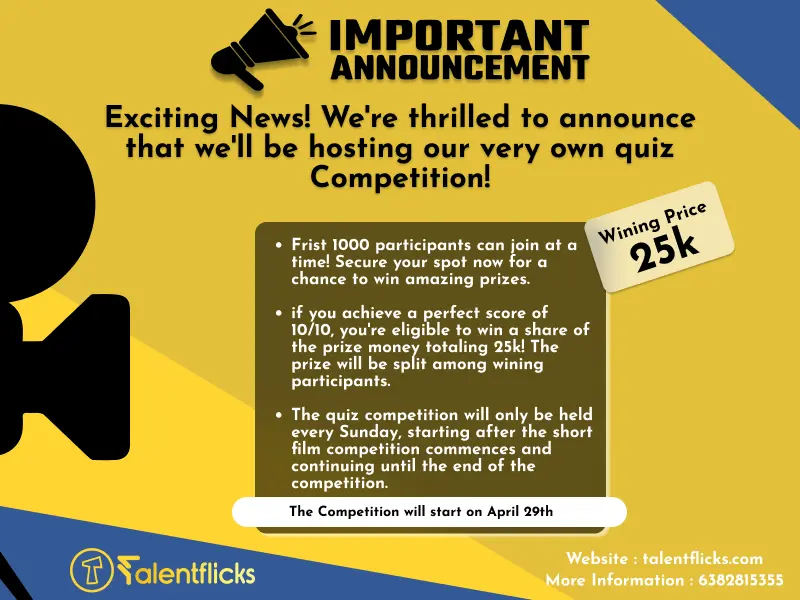 IMPORTANT
ANNOUNCEMENT
Exciting News! We're thrilled to announce
that we'll be hosting our very own quiz
Competition!
Wining Price
25k
• Frist 1000 participants can join at a
time! Secure your spot now for a
chance to win amazing prizes.
• if you achieve a perfect score of
10/10, you're eligible to win a share of
the prize money totaling 25k! The
prize will be split among wining
participants.
• The quiz competition will only be held
every Sunday, starting after the short
film competition commences and
continuing until the end of the
competition.
The Competition will start on April 29th
Talentflicks
Website : talentflicks.com
More Information : 6382815355